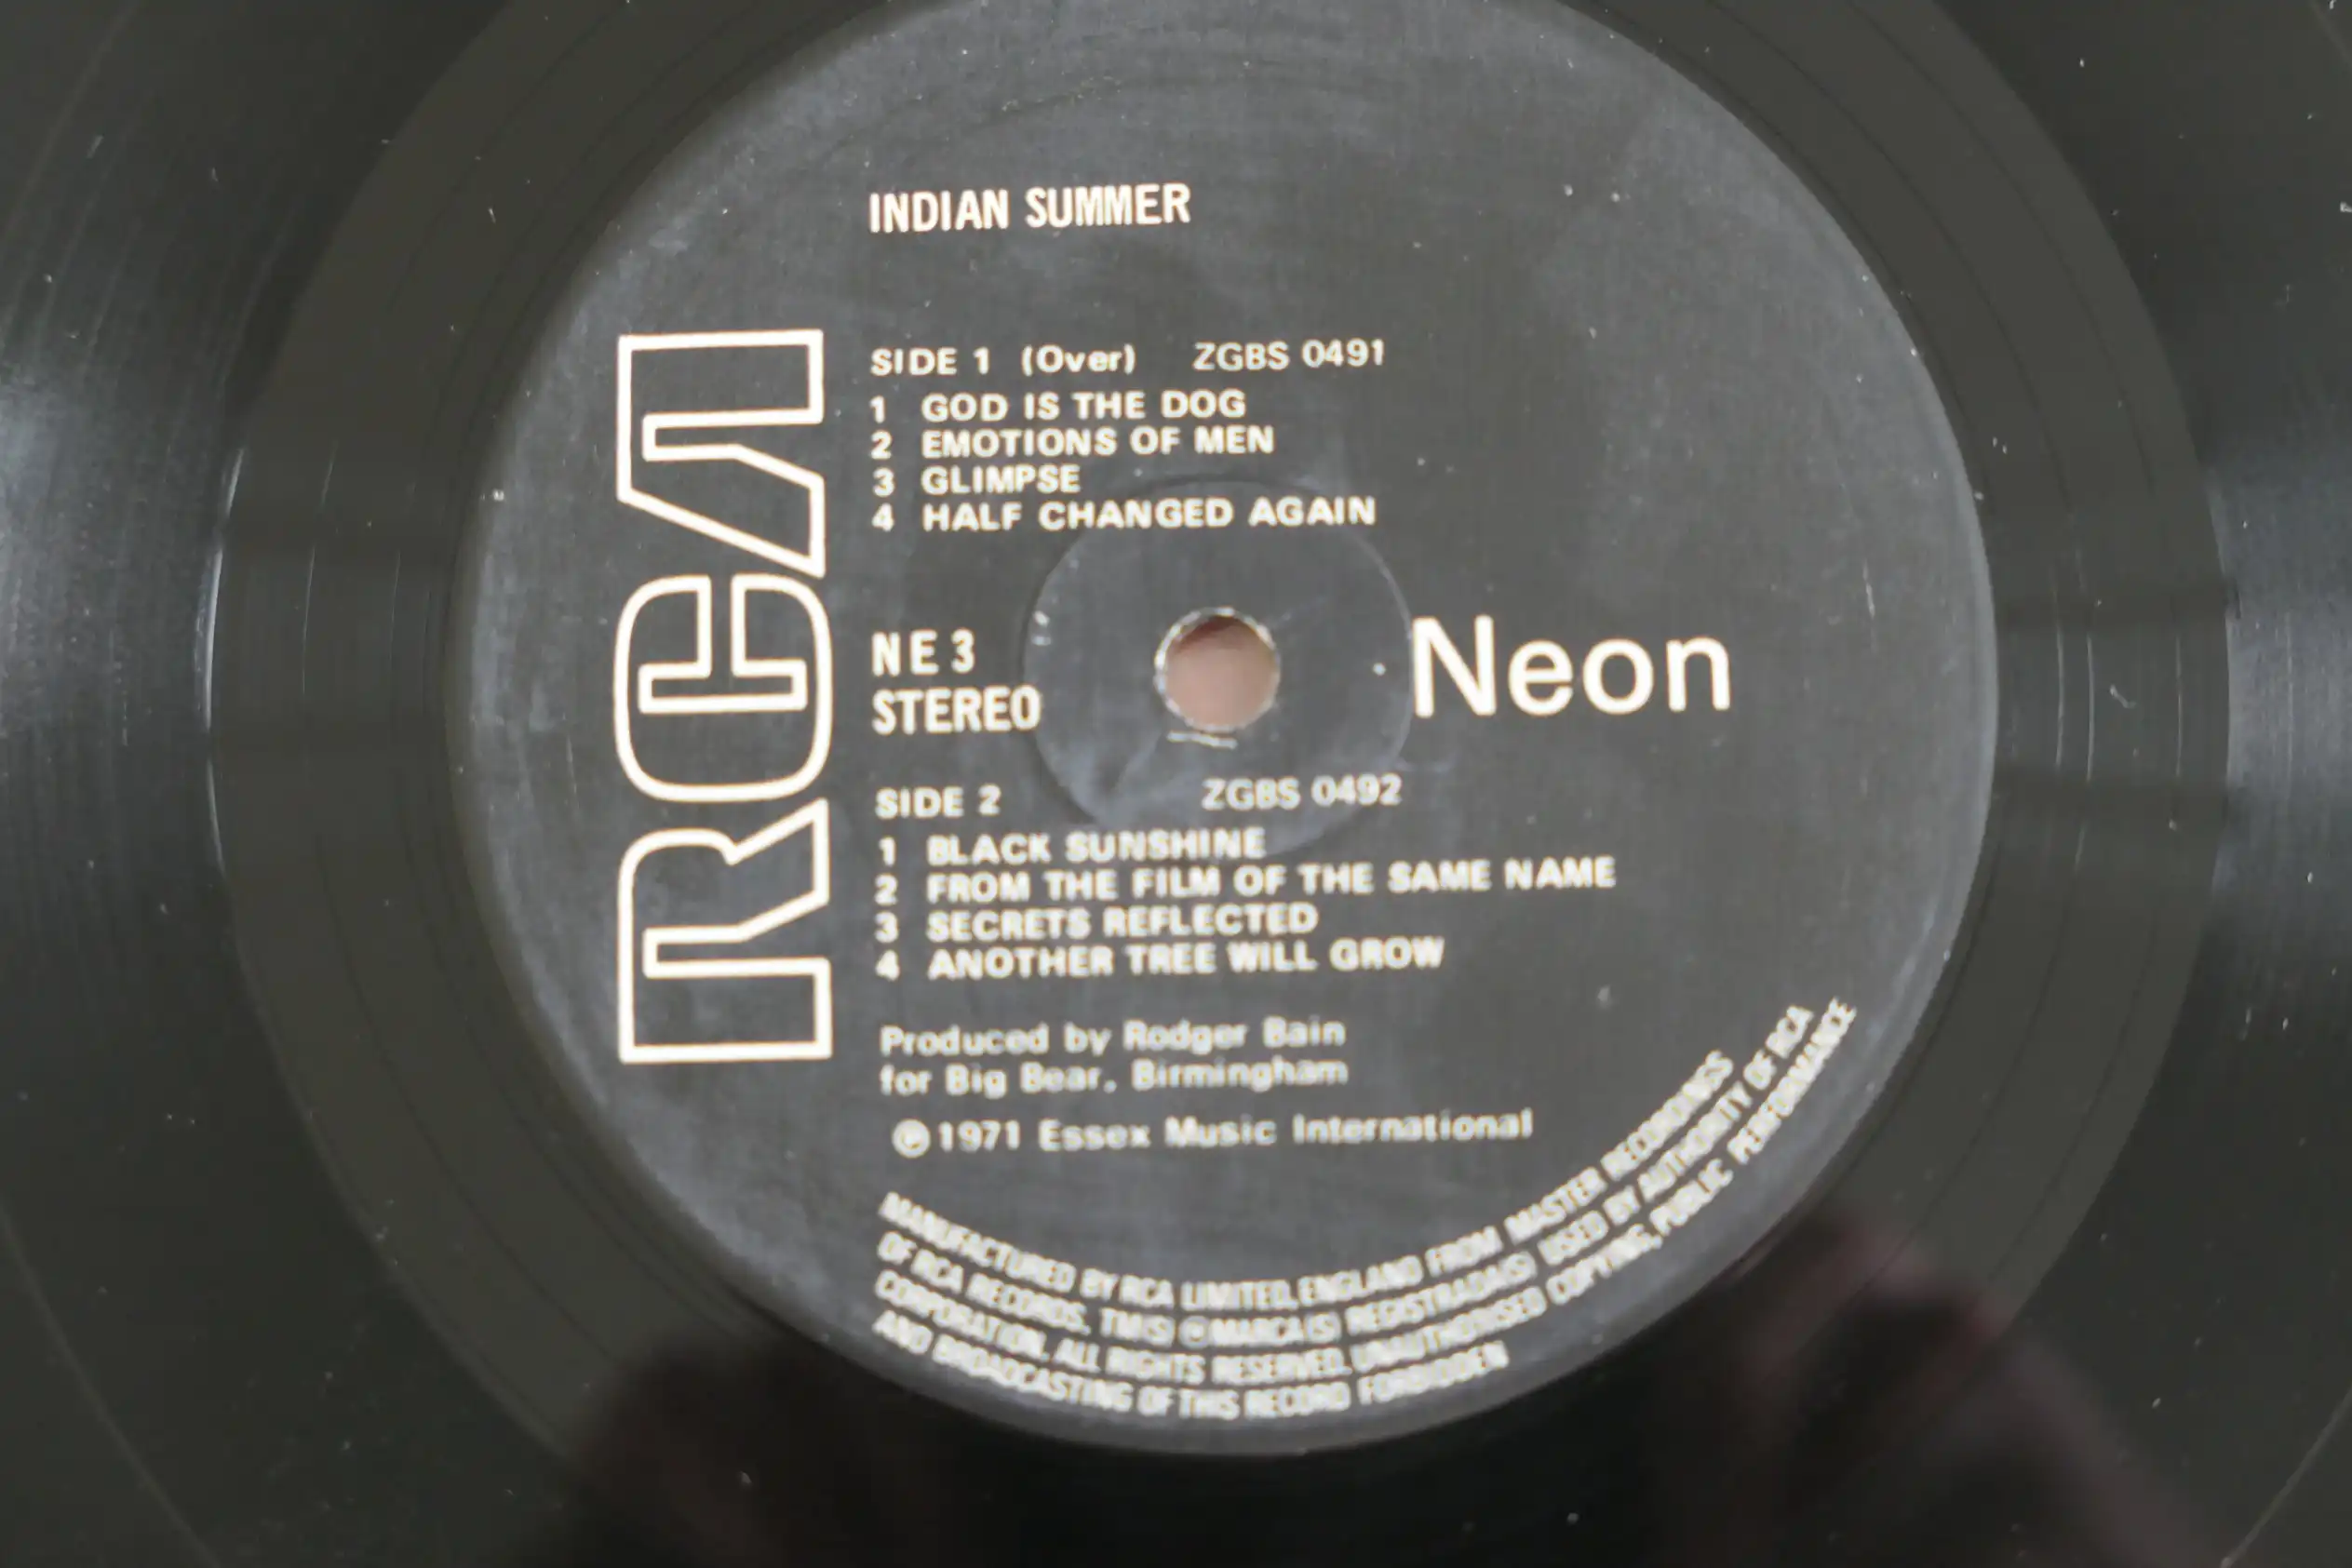 INDIAN SUMMER
RCA
SIDE 1 (Over) ZGBS 0491
1 GOD IS THE DOG
2 EMOTIONS OF MEN
3 GLIMPSE
4 HALF CHANGED AGAIN
NE 3
STEREO
Neon
SIDE 2 ZGBS 0492
1 BLACK SUNSHINE
2 FROM THE FILM OF THE SAME NAME
3 SECRETS REFLECTED
4 ANOTHER TREE WILL GROW
Produced by Rodger Bain
for Big Bear, Birmingham
©1971 Essex Music International
MANUFACTURED BY RCA LIMITED, ENGLAND FROM MASTER RECORDINGS
OF RCA RECORDS. TM(S) ® MARCA(S) REGISTRADA(S) USED BY AUTHORITY OF RCA
CORPORATION. ALL RIGHTS RESERVED. UNAUTHORISED COPYING, PUBLIC PERFORMANCE
AND BROADCASTING OF THIS RECORD FORBIDDEN